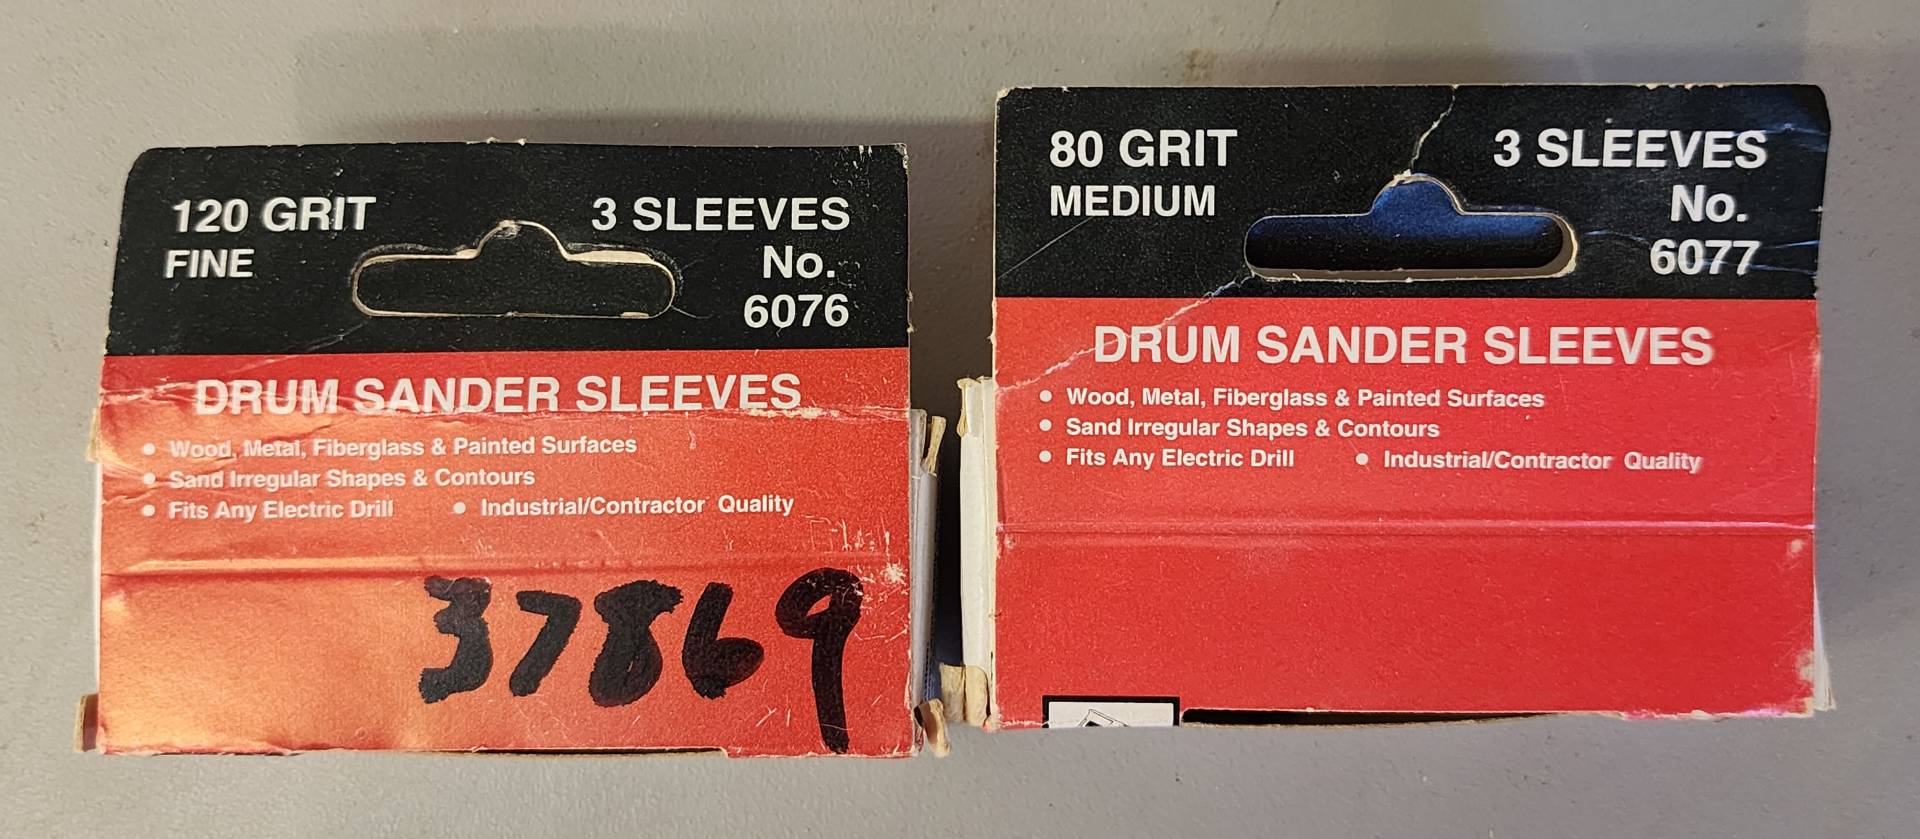 120 GRIT
FINE
3 SLEEVES
No.
6076
DRUM SANDER SLEEVES
• Wood, Metal, Fiberglass & Painted Surfaces
• Sand Irregular Shapes & Contours
• Fits Any Electric Drill • Industrial/Contractor Quality
37869
80 GRIT
MEDIUM
3 SLEEVES
No.
6077
DRUM SANDER SLEEVES
• Wood, Metal, Fiberglass & Painted Surfaces
• Sand Irregular Shapes & Contours
• Fits Any Electric Drill • Industrial/Contractor Quality